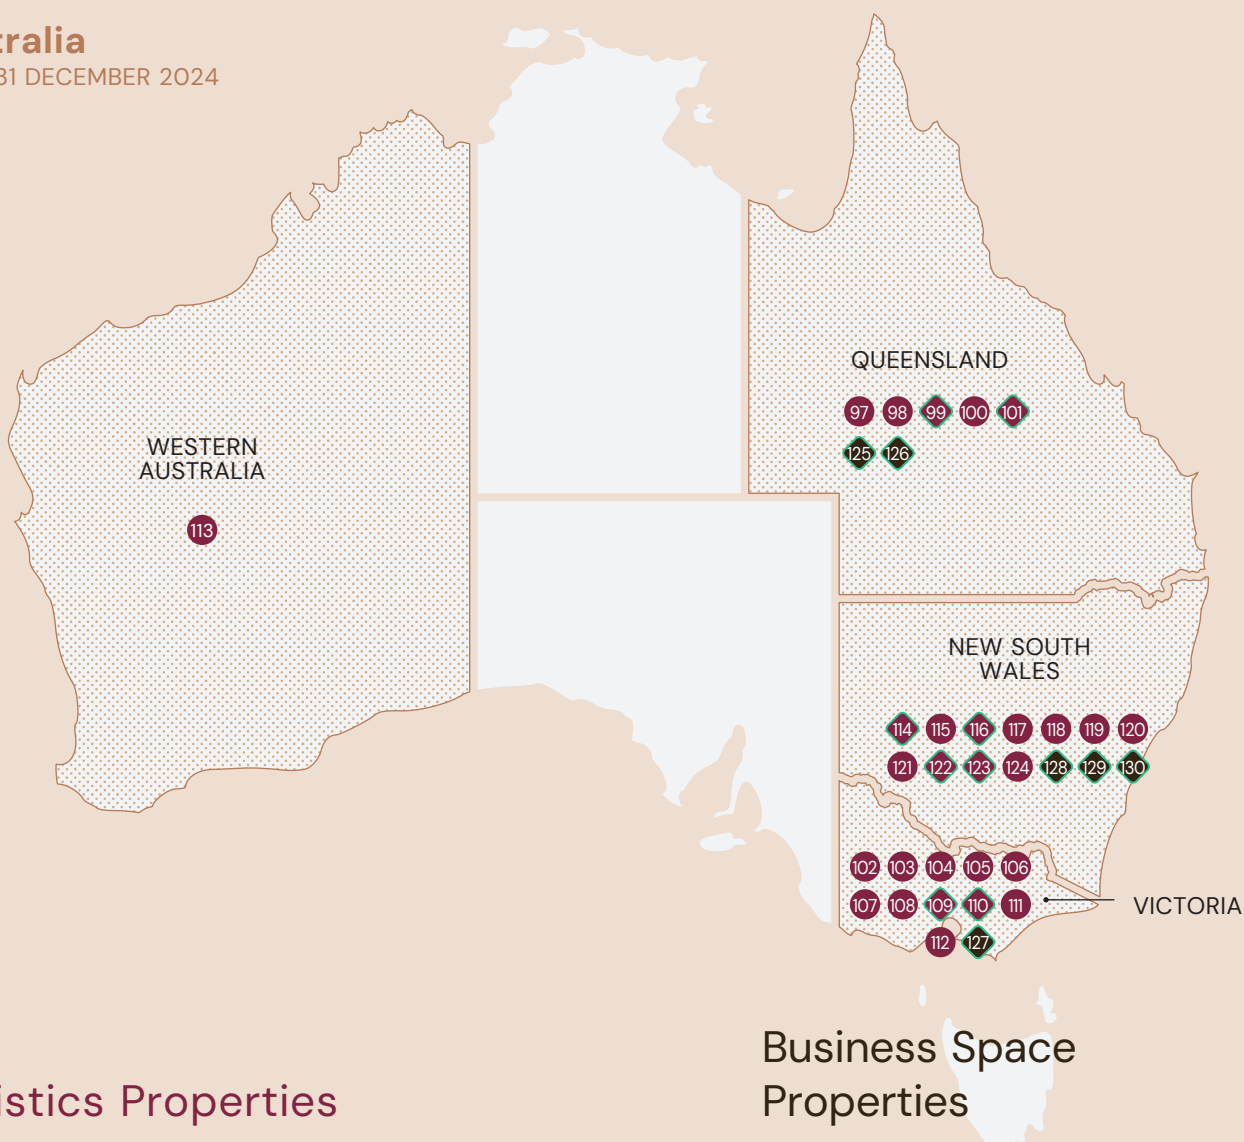 tralia
31 DECEMBER 2024
QUEENSLAND
97 98 99 100 101
125 126
WESTERN
AUSTRALIA
113
NEW SOUTH
WALES
114 115 116 117 118 119 120
121 122 123 124 128 129 130
102 103 104 105 106
107 108 109 110 111
VICTORIA
112 127
istics Properties
Business Space
Properties